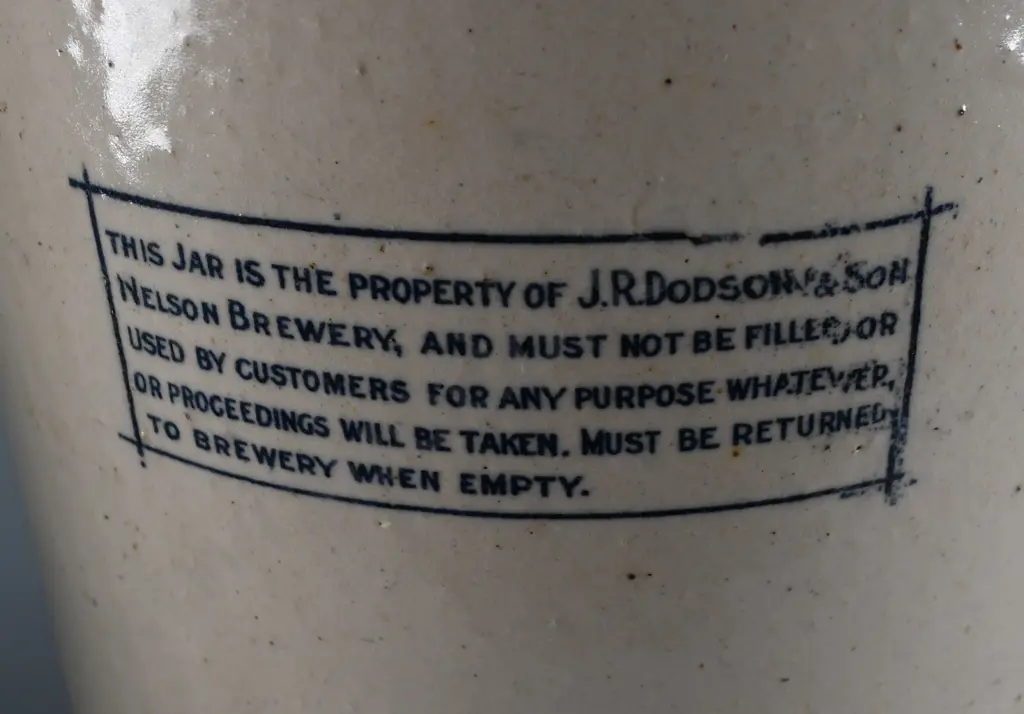 THIS JAR IS THE PROPERTY OF J.R.DODSON & SON
NELSON BREWERY, AND MUST NOT BE FILLED, OR
USED BY CUSTOMERS FOR ANY PURPOSE WHATEVER,
OR PROCEEDINGS WILL BE TAKEN. MUST BE RETURNED
TO BREWERY WHEN EMPTY.